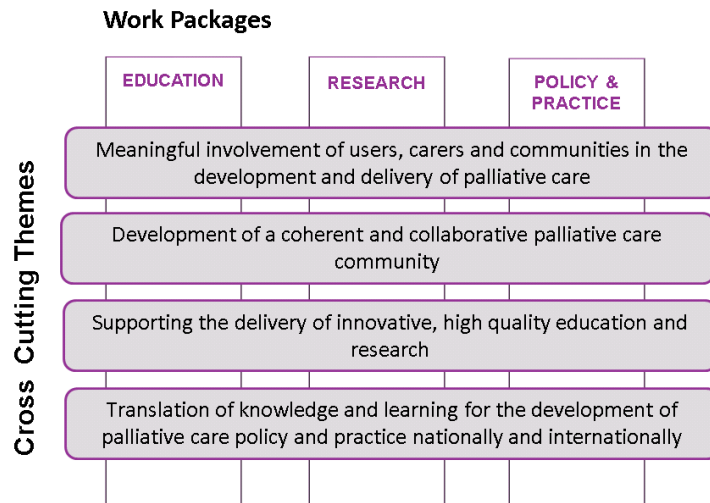 Work Packages
EDUCATION
RESEARCH
POLICY &
PRACTICE
Cross Cutting Themes
Meaningful involvement of users, carers and communities in the
development and delivery of palliative care
Development of a coherent and collaborative palliative care
community
Supporting the delivery of innovative, high quality education and
research
Translation of knowledge and learning for the development of
palliative care policy and practice nationally and internationally